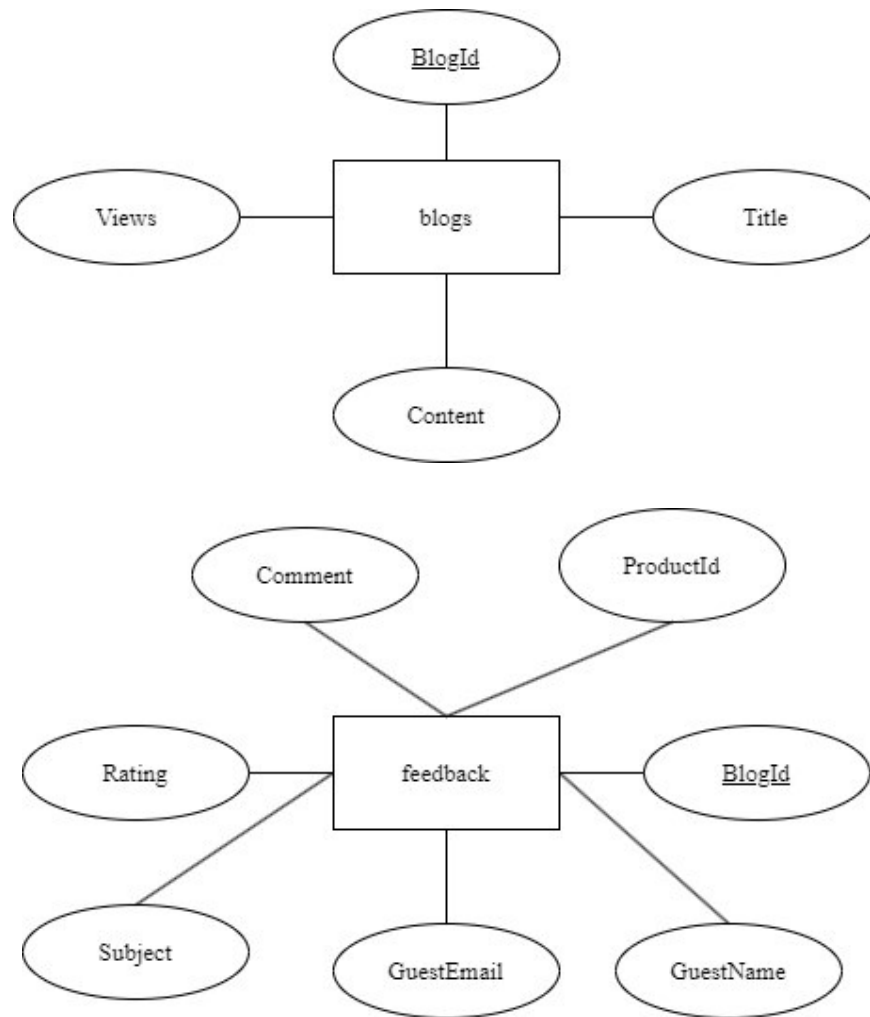 BlogId
Views
blogs
Title
Content
Comment
ProductId
Rating
feedback
BlogId
Subject
GuestEmail
GuestName